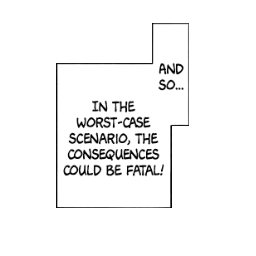 AND
SO...
IN THE
WORST-CASE
SCENARIO, THE
CONSEQUENCES
COULD BE FATAL!